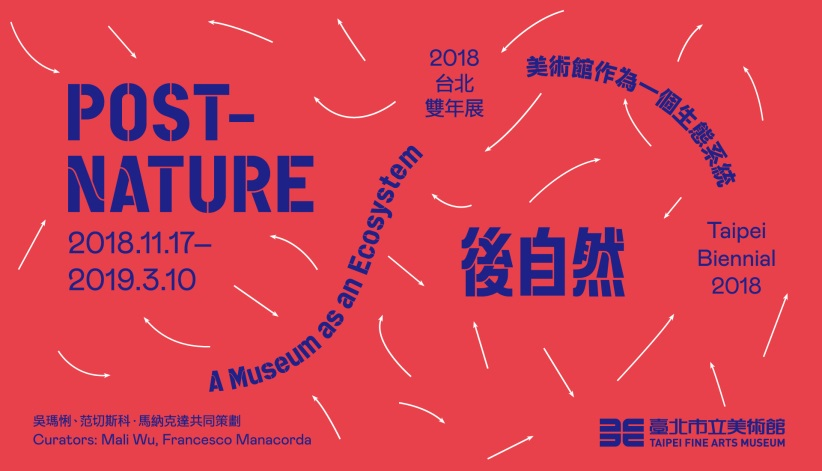 POST-
NATURE
2018.11.17–
2019.3.10
2018
台北
雙年展
美術館作為一個生態系統
A Museum as an Ecosystem
後自然
Taipei
Biennial
2018
吳瑪悧、范切斯科・馬納克達共同策劃
Curators: Mali Wu, Francesco Manacorda
臺北市立美術館
TAIPEI FINE ARTS MUSEUM